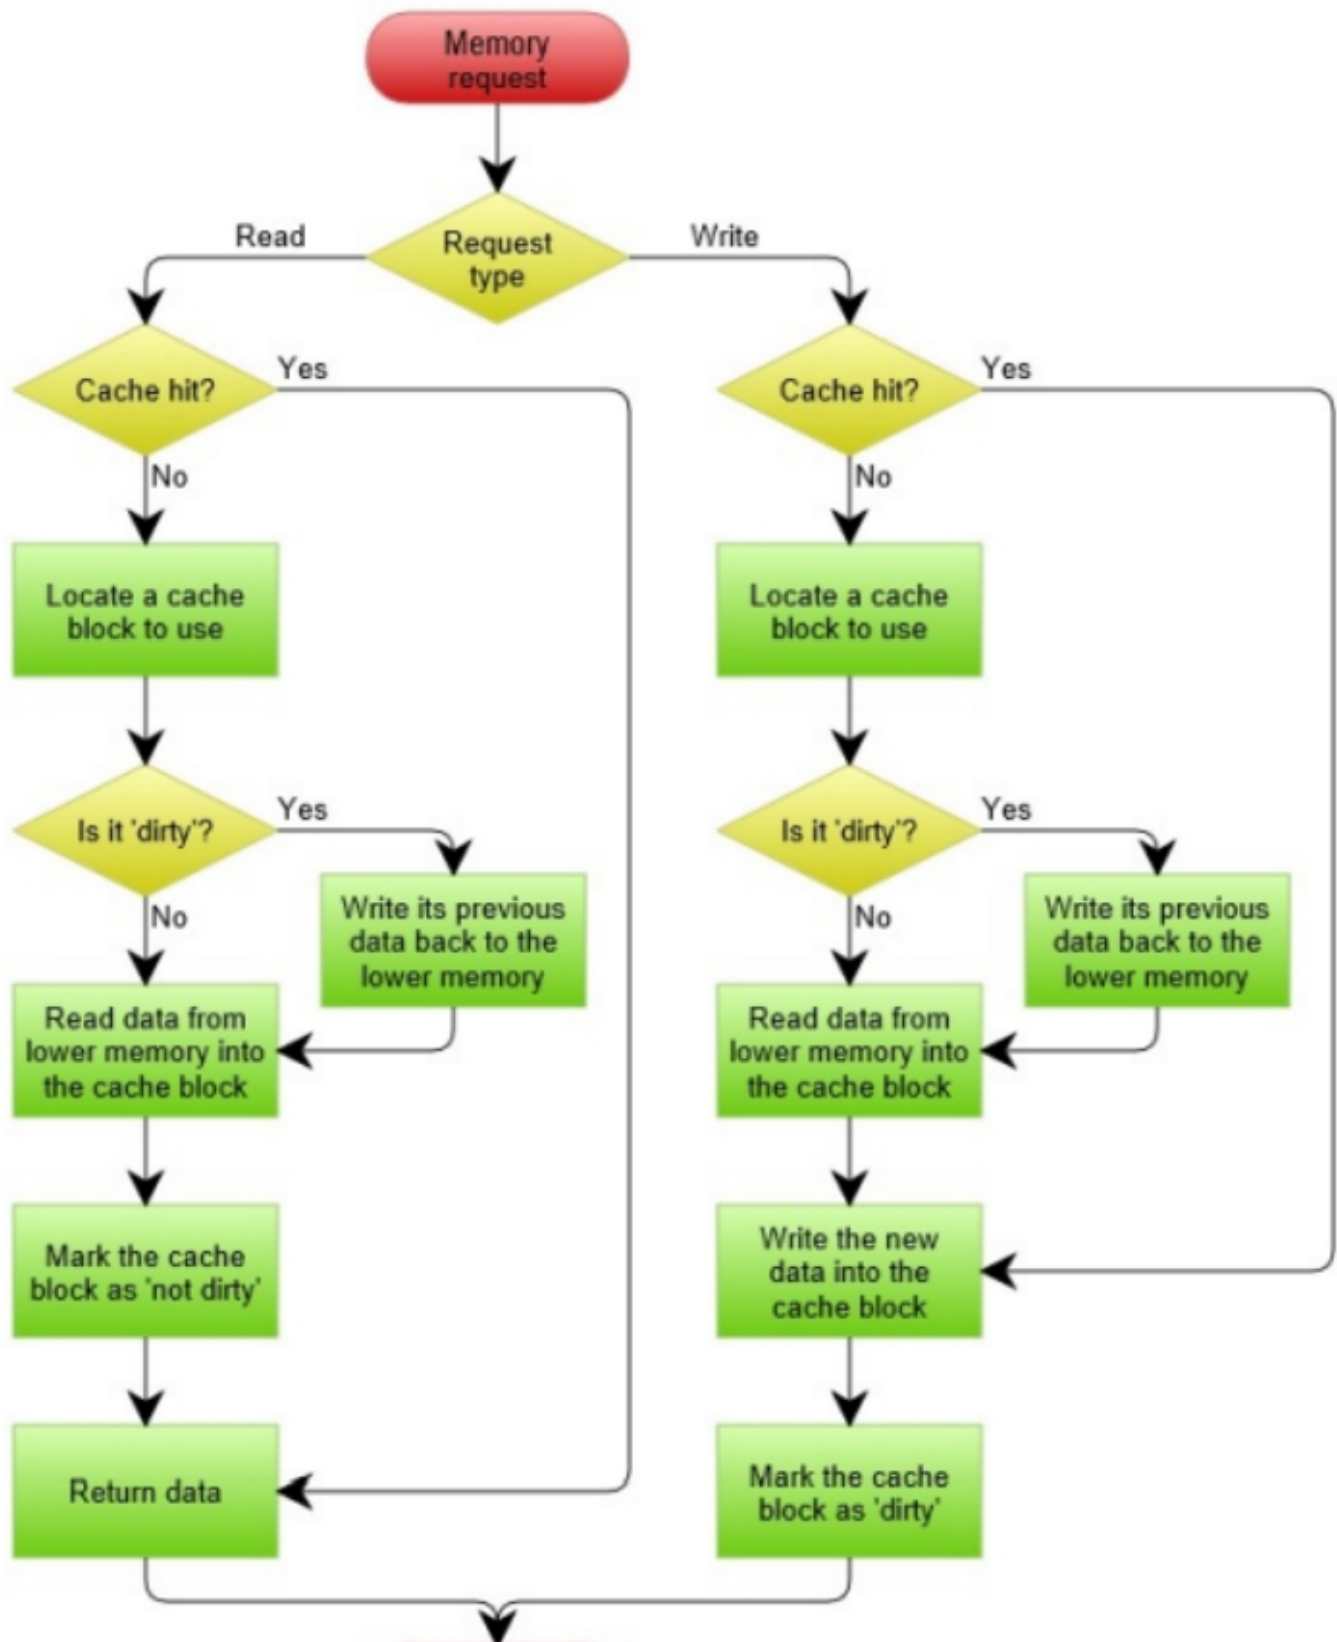 Memory
request
Request
type
Read
Write
Cache hit?
Yes
No
Locate a cache
block to use
Is it 'dirty'?
Yes
No
Write its previous
data back to the
lower memory
Read data from
lower memory into
the cache block
Mark the cache
block as 'not dirty'
Return data
Cache hit?
Yes
No
Locate a cache
block to use
Is it 'dirty'?
Yes
No
Write its previous
data back to the
lower memory
Read data from
lower memory into
the cache block
Write the new
data into the
cache block
Mark the cache
block as 'dirty'